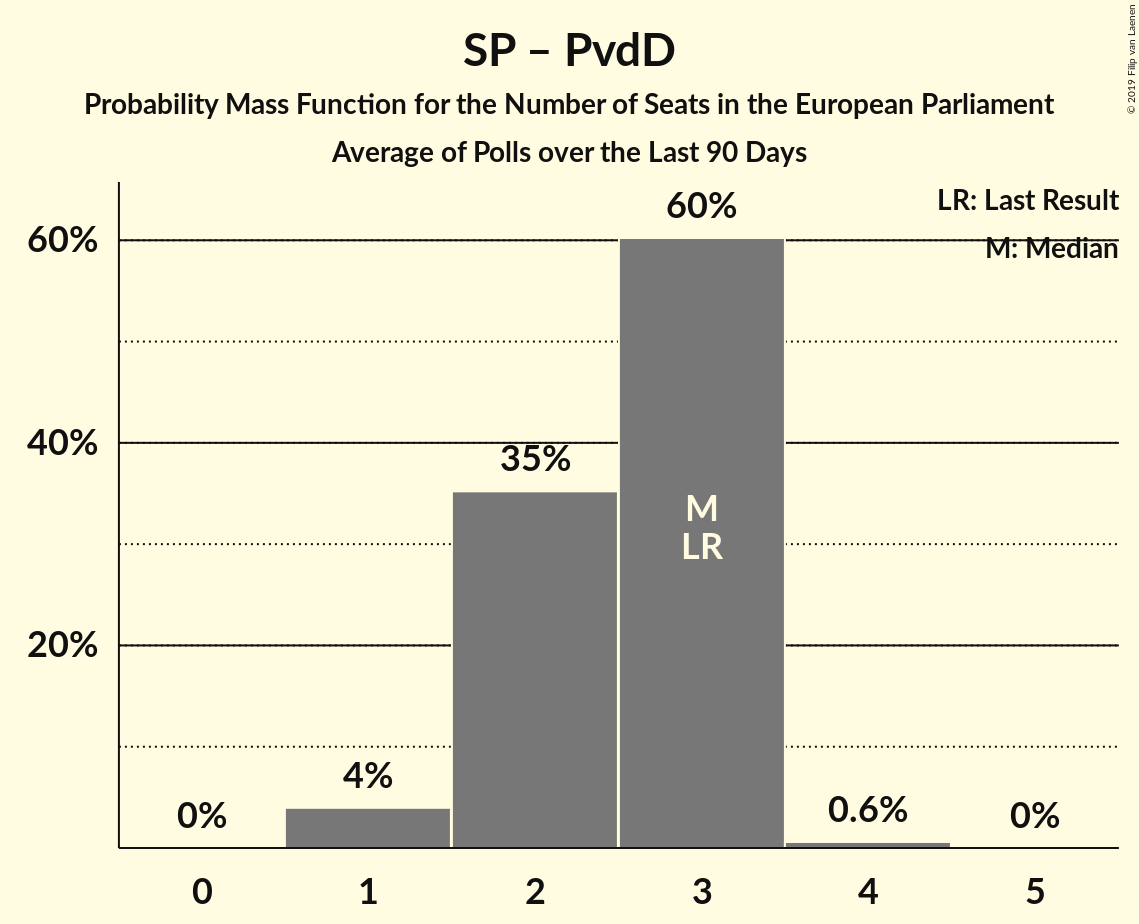 SP – PvdD
Probability Mass Function for the Number of Seats in the European Parliament
Average of Polls over the Last 90 Days
© 2019 Filip van Laenen
LR: Last Result
M: Median
60%
40%
20%
0%
4%
35%
60%
0.6%
0%
M
LR
0 1 2 3 4 5